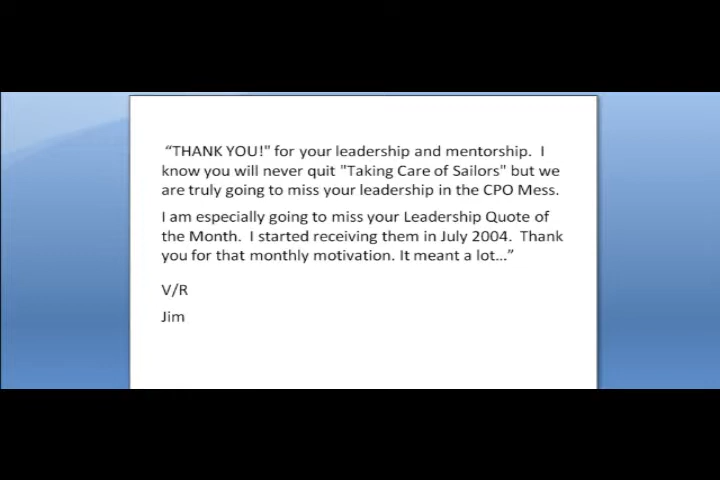 “THANK YOU!" for your leadership and mentorship.  I
know you will never quit "Taking Care of Sailors" but we
are truly going to miss your leadership in the CPO Mess.
I am especially going to miss your Leadership Quote of
the Month.  I started receiving them in July 2004.  Thank
you for that monthly motivation. It meant a lot…”
V/R
Jim